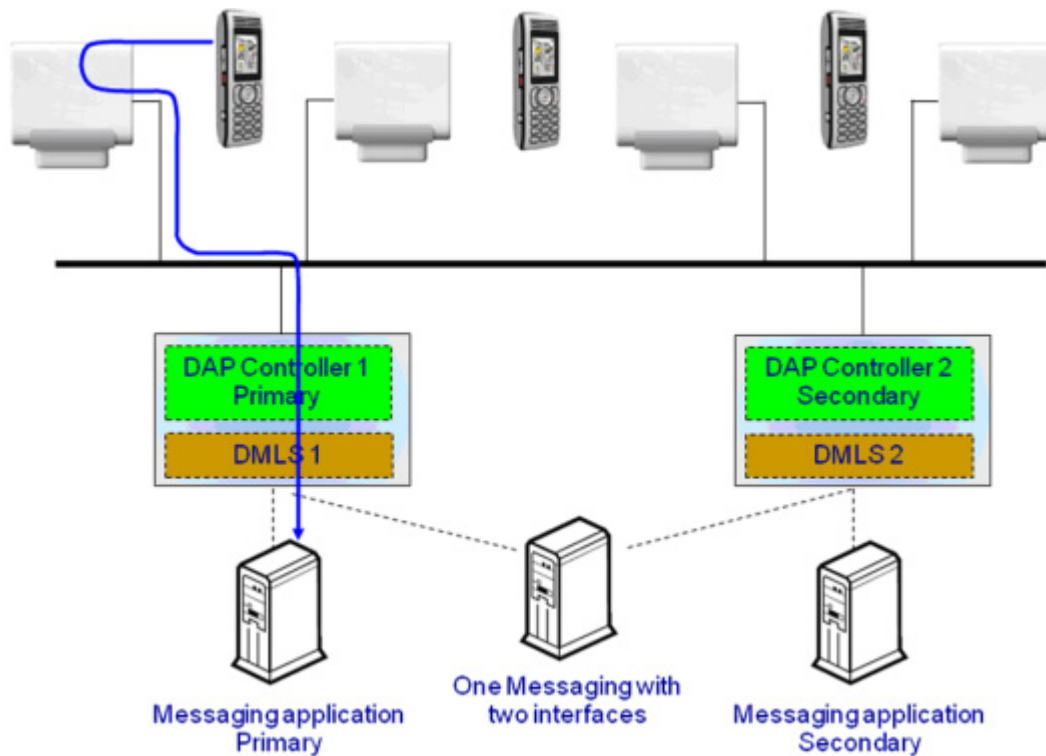 DAP Controller 1
Primary
DMLS 1
DAP Controller 2
Secondary
DMLS 2
Messaging application
Primary
One Messaging with
two interfaces
Messaging application
Secondary